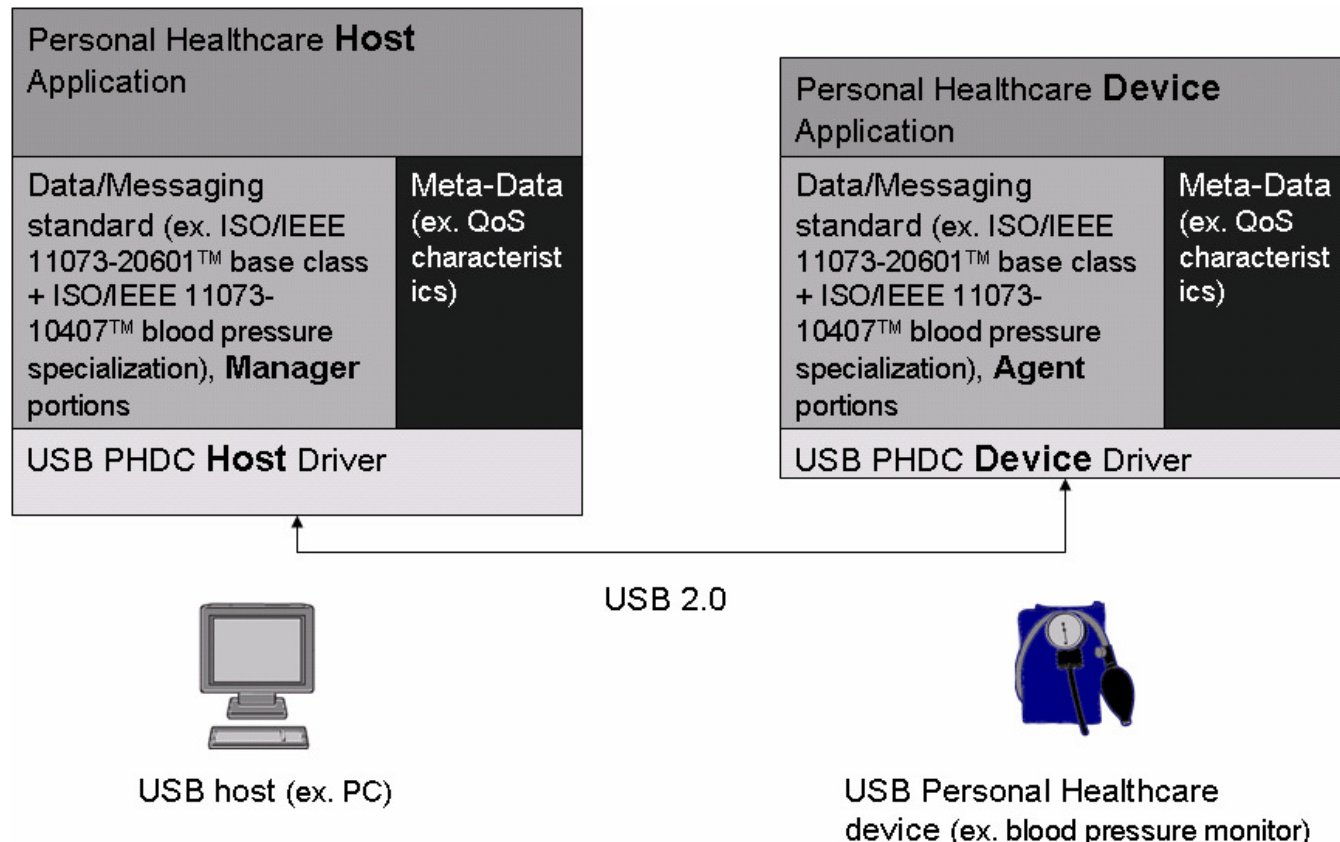 Personal Healthcare Host
Application
Data/Messaging
standard (ex. ISO/IEEE
11073-20601™ base class
+ ISO/IEEE 11073-
10407™ blood pressure
specialization), Manager
portions
Meta-Data
(ex. QoS
characterist
ics)
USB PHDC Host Driver
Personal Healthcare Device
Application
Data/Messaging
standard (ex. ISO/IEEE
11073-20601™ base class
+ ISO/IEEE 11073-
10407™ blood pressure
specialization), Agent
portions
Meta-Data
(ex. QoS
characterist
ics)
USB PHDC Device Driver
USB 2.0
USB host (ex. PC)
USB Personal Healthcare
device (ex. blood pressure monitor)